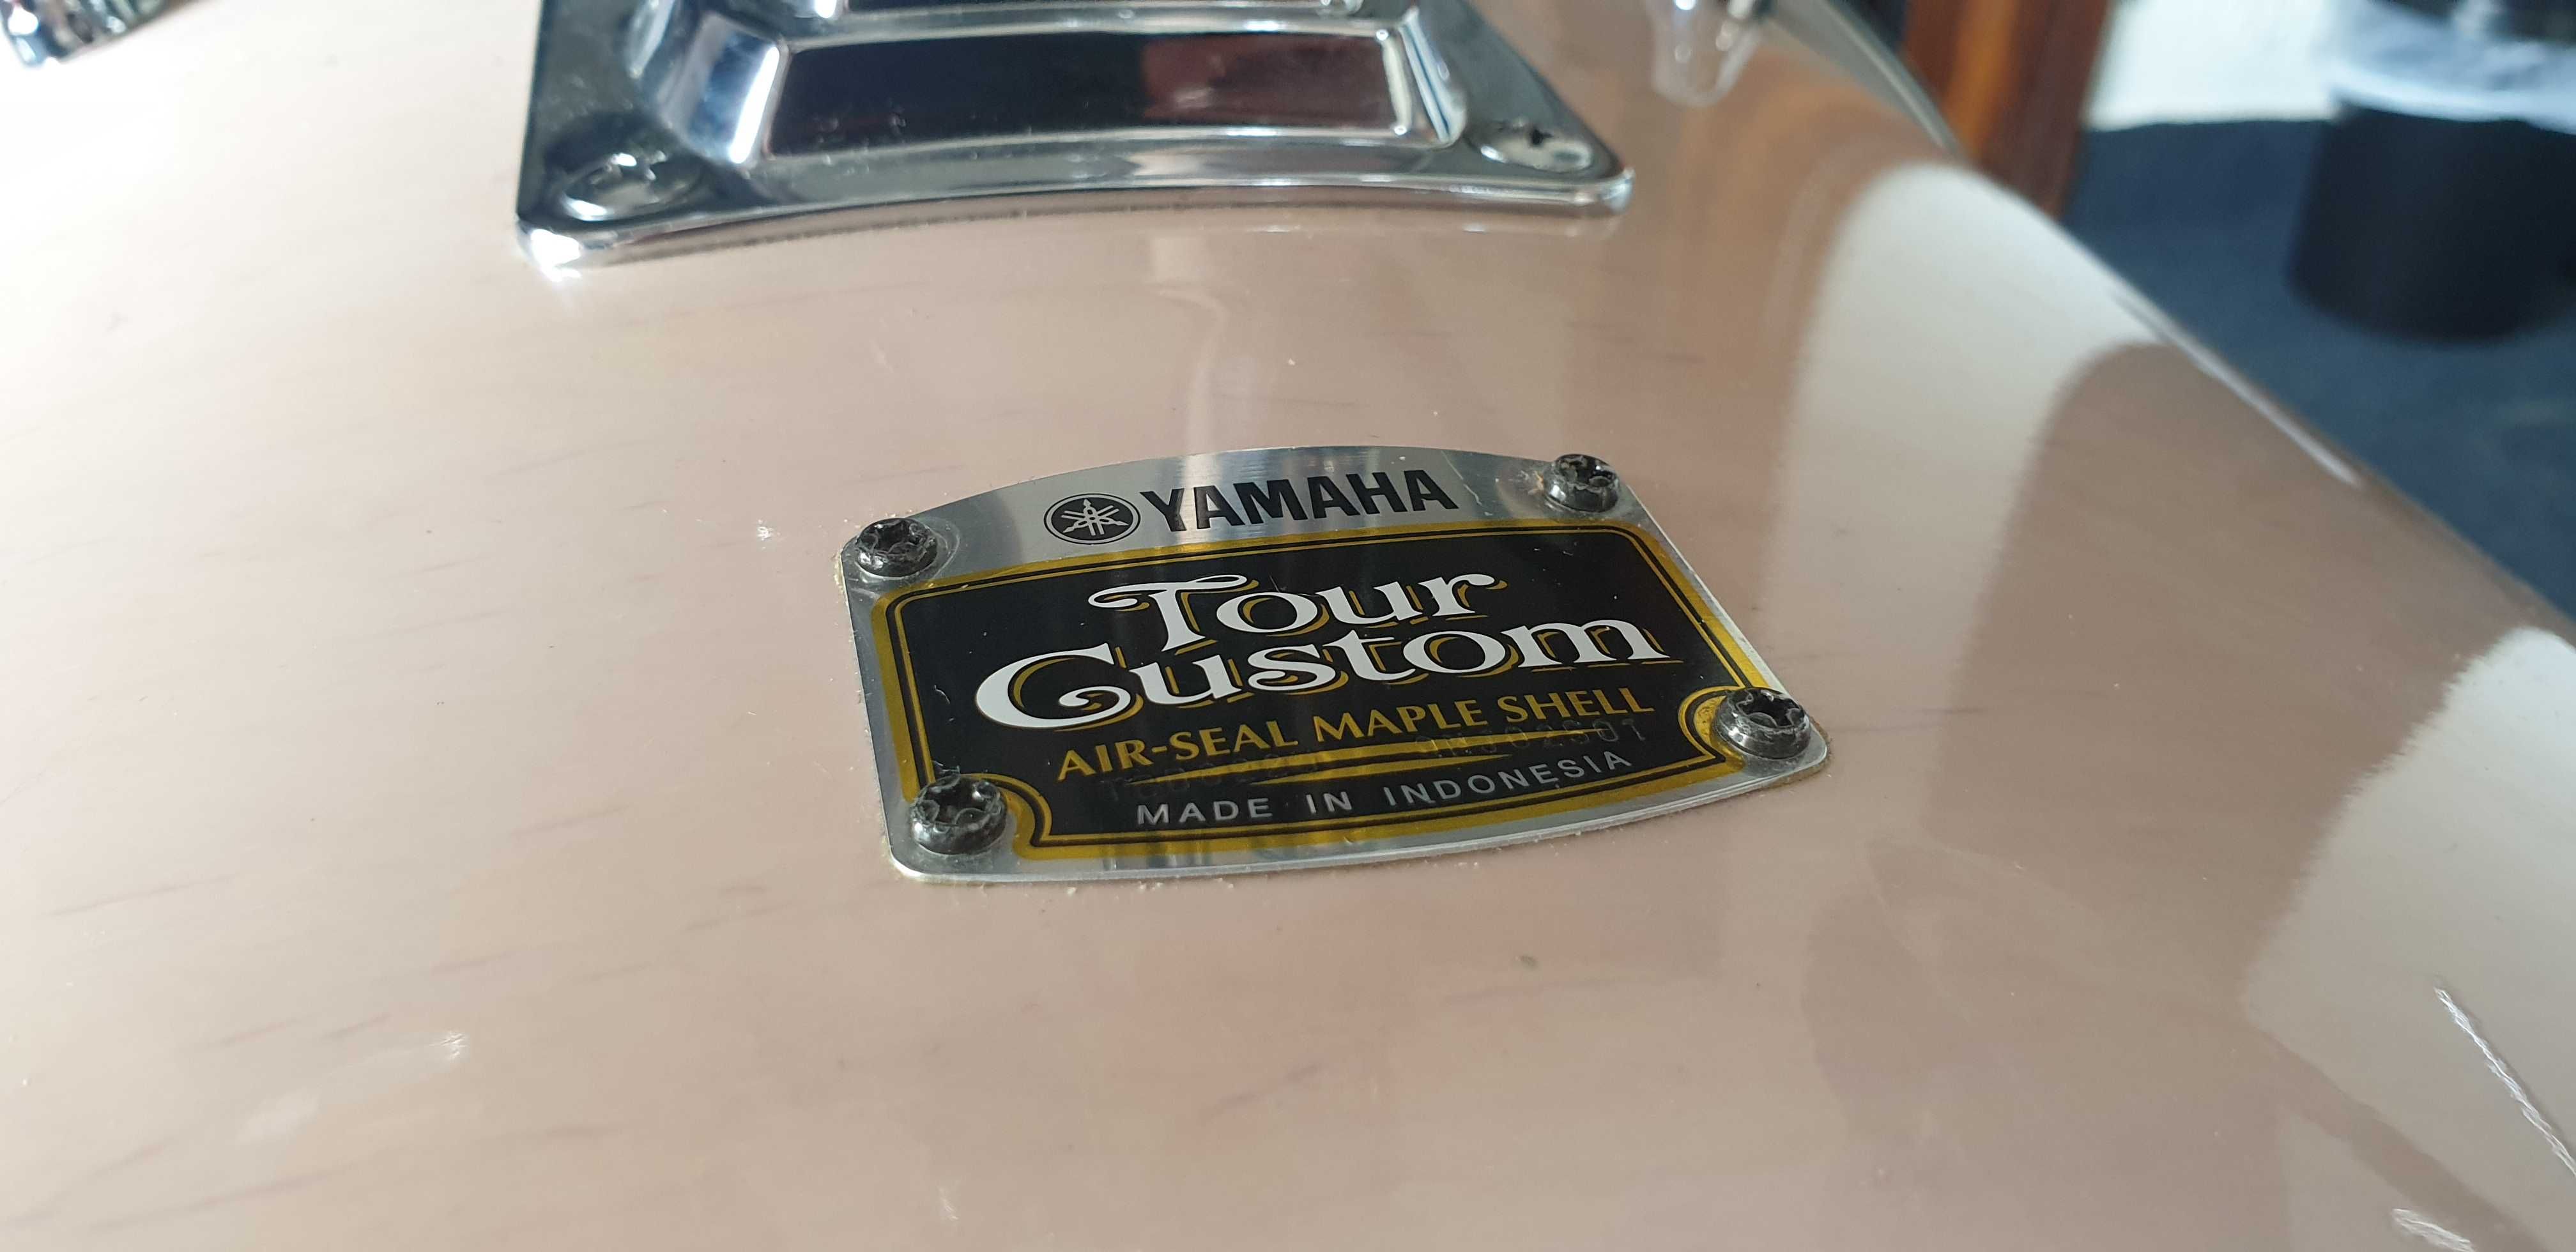 YAMAHA
Tour
Custom
AIR-SEAL MAPLE SHELL
MADE IN INDONESIA